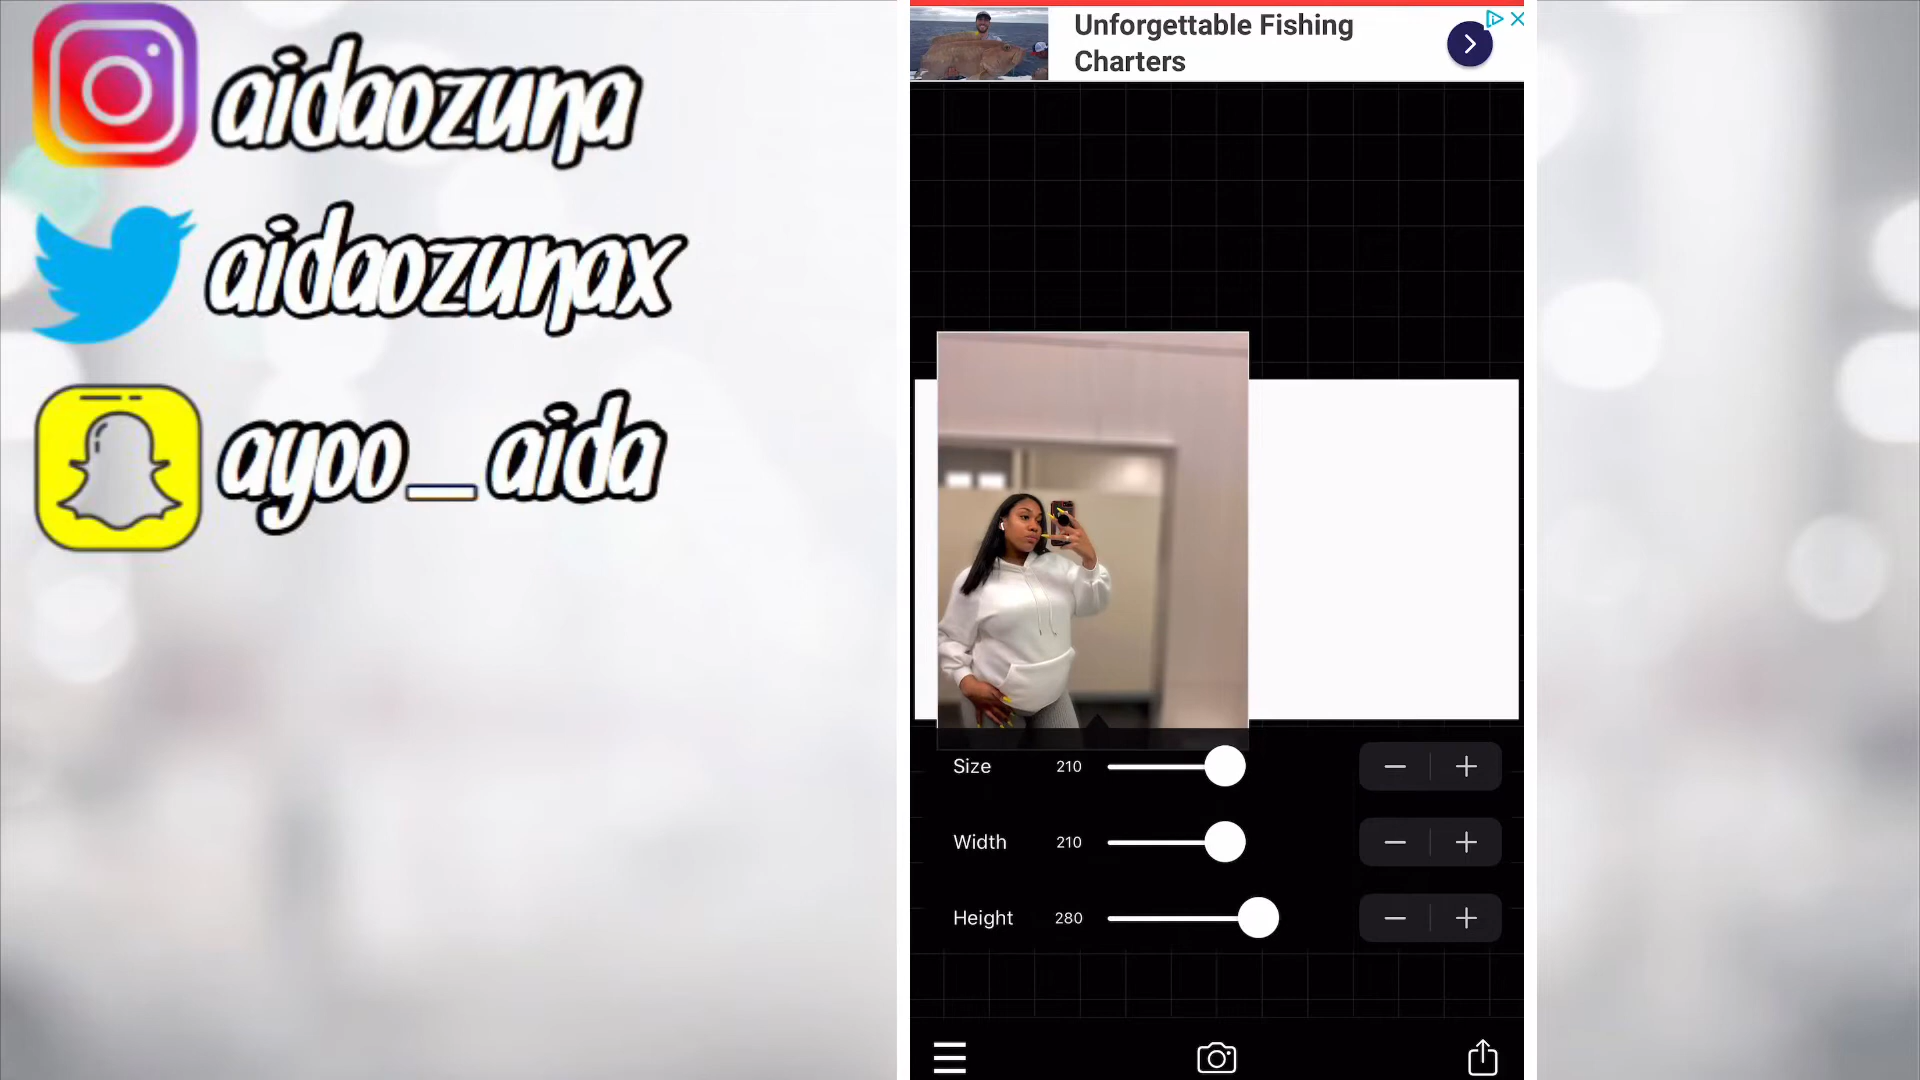 aidaozuna
aidaozunax
ayoo_aida
Unforgettable Fishing
Charters
Size 210
Width 210
Height 280